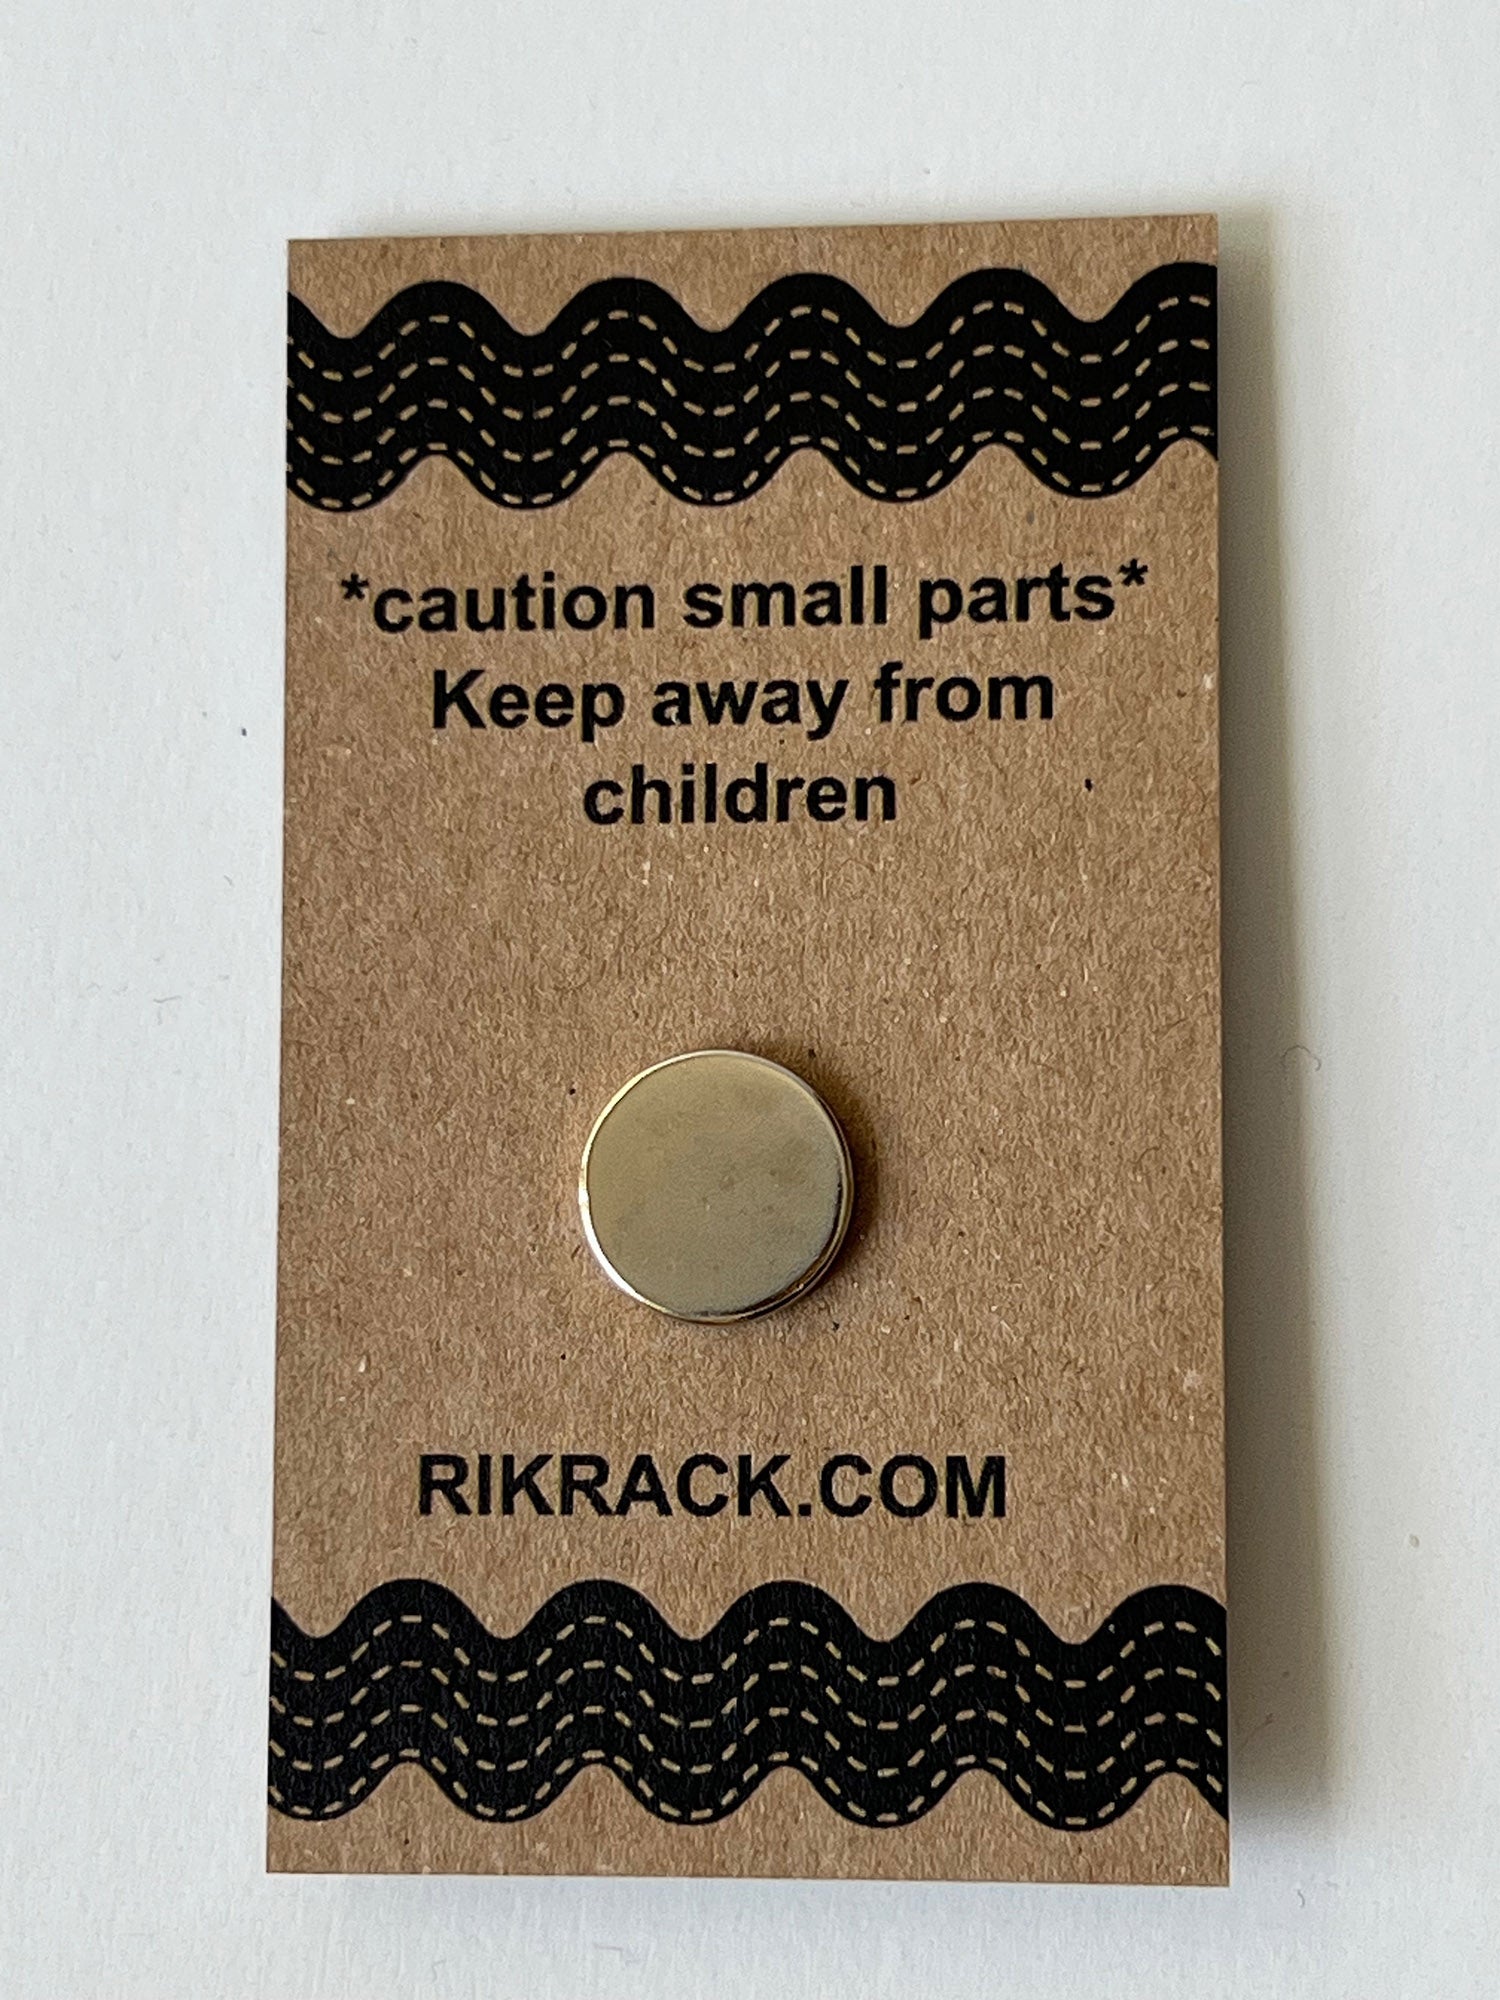 *caution small parts*
Keep away from
children
RIKRACK.COM